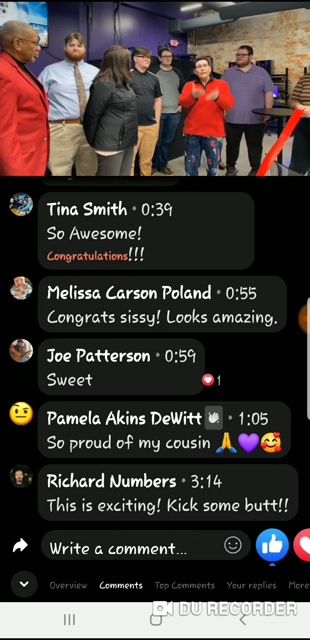 Tina Smith • 0:39
So Awesome!
Congratulations!!!
Melissa Carson Poland • 0:55
Congrats sissy! Looks amazing.
Joe Patterson • 0:59
Sweet
1
Pamela Akins DeWitt 👏 • 1:05
So proud of my cousin 🙏💜🥰
Richard Numbers • 3:14
This is exciting! Kick some butt!!
Write a comment...
Overview Comments Top Comments Your replies More
DU RECORDER